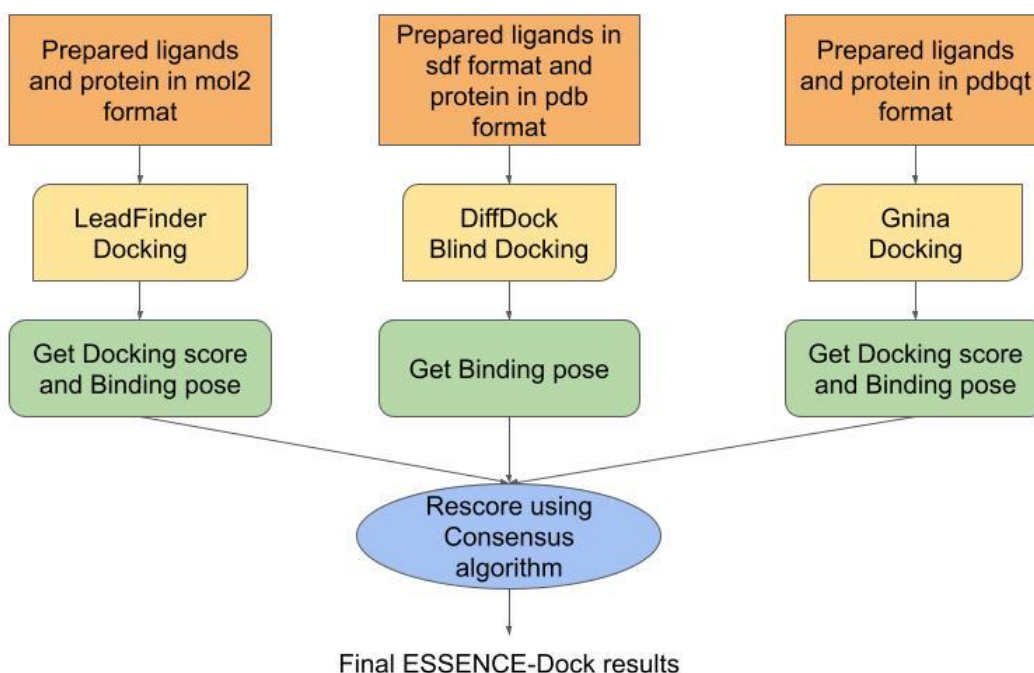 Prepared ligands
and protein in mol2
format
Prepared ligands in
sdf format and
protein in pdb
format
Prepared ligands
and protein in pdbqt
format
LeadFinder
Docking
DiffDock
Blind Docking
Gnina
Docking
Get Docking score
and Binding pose
Get Binding pose
Get Docking score
and Binding pose
Rescore using
Consensus
algorithm
Final ESSENCE-Dock results